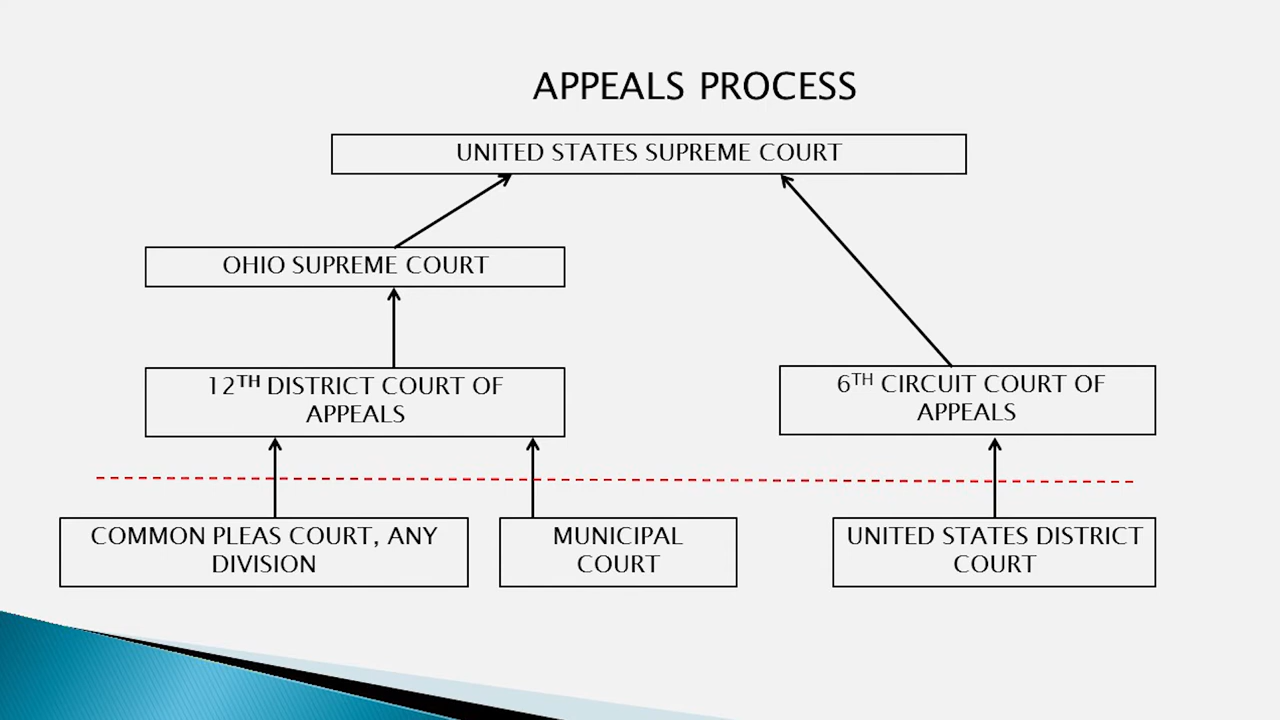 APPEALS PROCESS
UNITED STATES SUPREME COURT
OHIO SUPREME COURT
12TH DISTRICT COURT OF
APPEALS
6TH CIRCUIT COURT OF
APPEALS
COMMON PLEAS COURT, ANY
DIVISION
MUNICIPAL
COURT
UNITED STATES DISTRICT
COURT